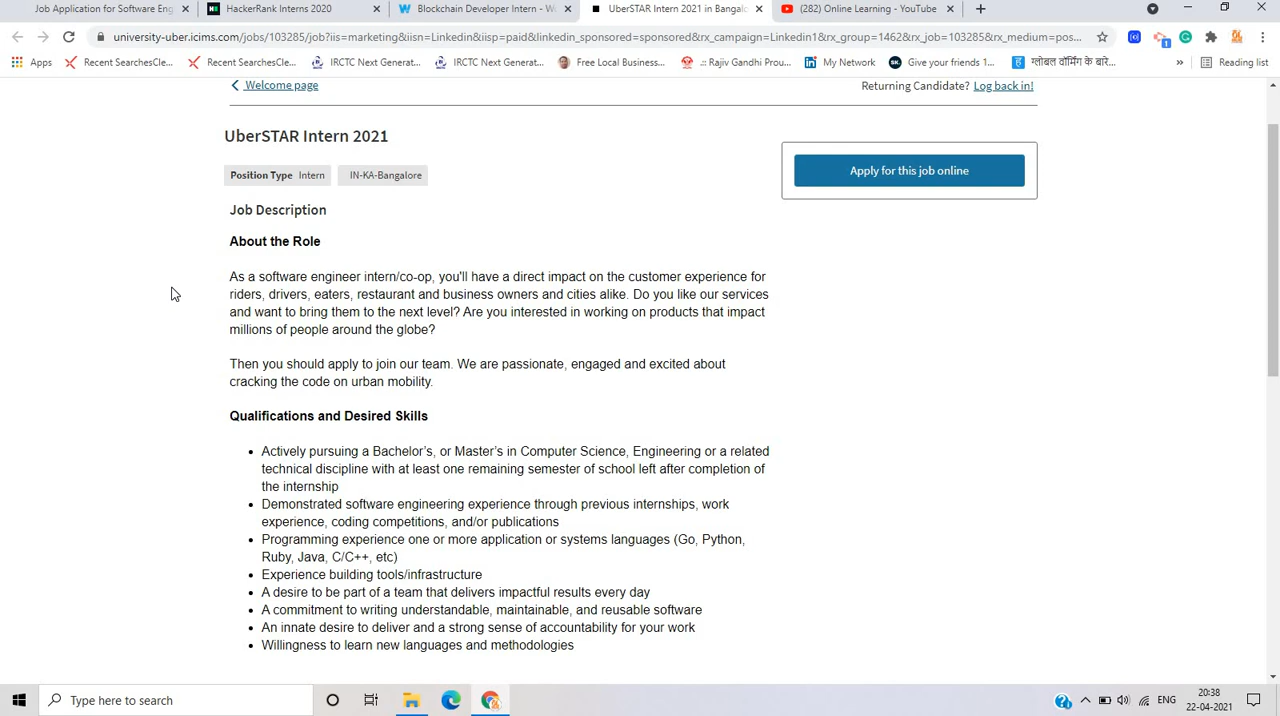 Job Application for Software Eng
HackerRank Interns 2020
Blockchain Developer Intern - W
UberSTAR Intern 2021 in Bangalo
(282) Online Learning - YouTube
university-uber.icims.com/jobs/103285/job?iis=marketing&iisn=Linkedin&iisp=paid&linkedin_sponsored=sponsored&rx_campaign=Linkedin1&rx_group=1462&rx_job=103285&rx_medium=pos...
Apps
Recent SearchesCle...
Recent SearchesCle...
IRCTC Next Generat...
IRCTC Next Generat...
Free Local Business...
.:: Rajiv Gandhi Prou...
My Network
Give yourself 1...
ग्लोबल वॉर्मिंग के बारे...
Reading list
Welcome page
Returning Candidate? Log back in!
UberSTAR Intern 2021
Position Type Intern IN-KA-Bangalore
Apply for this job online
Job Description
About the Role
As a software engineer intern/co-op, you'll have a direct impact on the customer experience for
riders, drivers, eaters, restaurant and business owners and cities alike. Do you like our services
and want to bring them to the next level? Are you interested in working on products that impact
millions of people around the globe?
Then you should apply to join our team. We are passionate, engaged and excited about
cracking the code on urban mobility.
Qualifications and Desired Skills
Actively pursuing a Bachelor's, or Master's in Computer Science, Engineering or a related
technical discipline with at least one remaining semester of school left after completion of
the internship
Demonstrated software engineering experience through previous internships, work
experience, coding competitions, and/or publications
Programming experience one or more application or systems languages (Go, Python,
Ruby, Java, C/C++, etc)
Experience building tools/infrastructure
A desire to be part of a team that delivers impactful results every day
A commitment to writing understandable, maintainable, and reusable software
An innate desire to deliver and a strong sense of accountability for your work
Willingness to learn new languages and methodologies
Type here to search
ENG
20:38
22-04-2021